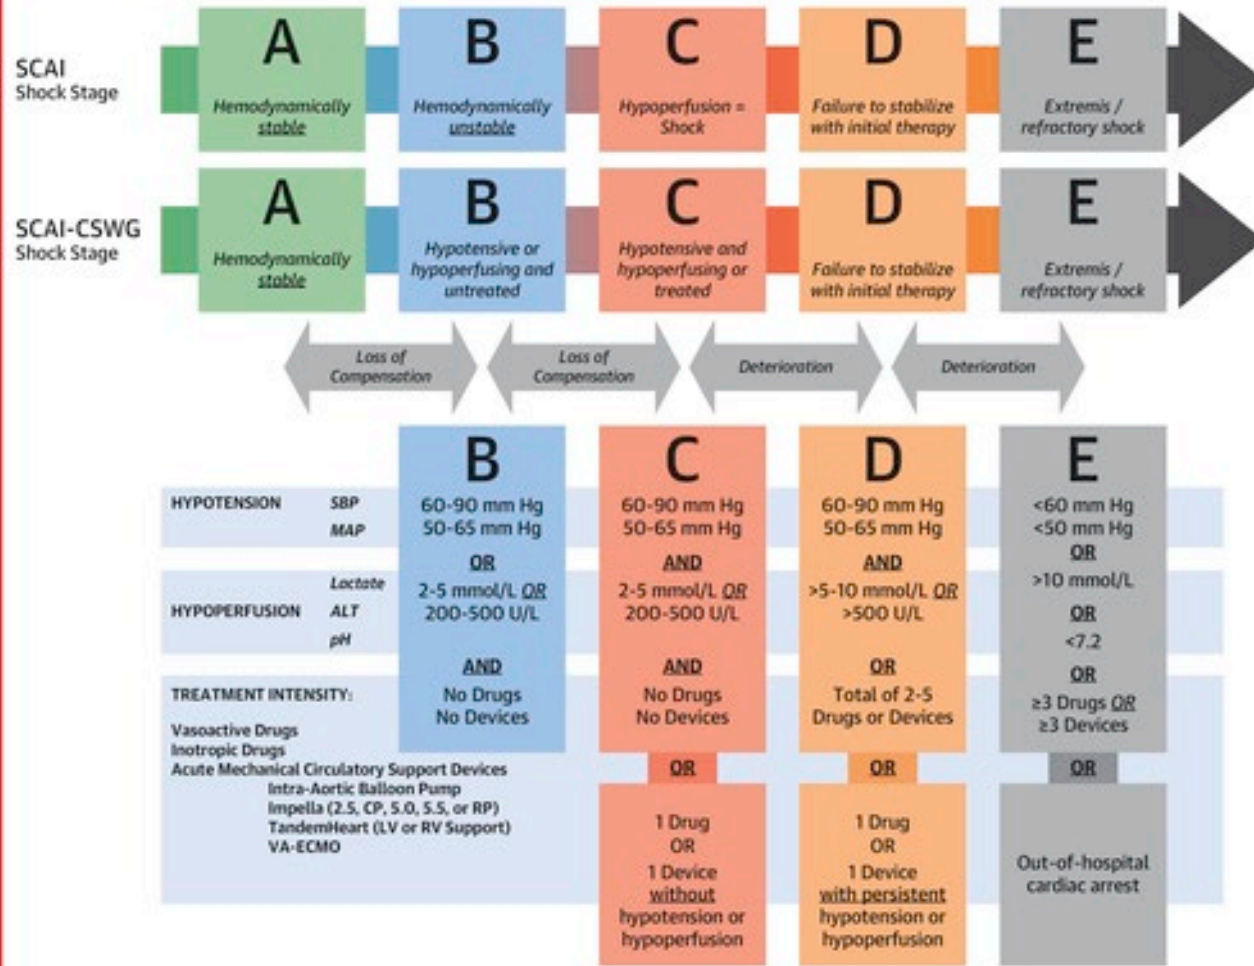 SCAI
Shock Stage
A
Hemodynamically
stable
B
Hemodynamically
unstable
C
Hypoperfusion =
Shock
D
Failure to stabilize
with initial therapy
E
Extremis /
refractory shock
SCAI-CSWG
Shock Stage
A
Hemodynamically
stable
B
Hypotensive or
hypoperfusing and
untreated
C
Hypotensive and
hypoperfusing or
treated
D
Failure to stabilize
with initial therapy
E
Extremis /
refractory shock
Loss of
Compensation
Loss of
Compensation
Deterioration
Deterioration
HYPOTENSION SBP
MAP
HYPOPERFUSION
Lactate
ALT
pH
TREATMENT INTENSITY:
Vasoactive Drugs
Inotropic Drugs
Acute Mechanical Circulatory Support Devices
Intra-Aortic Balloon Pump
Impella (2.5, CP, 5.0, 5.5, or RP)
TandemHeart (LV or RV Support)
VA-ECMO
B
60-90 mm Hg
50-65 mm Hg
OR
2-5 mmol/L OR
200-500 U/L
AND
No Drugs
No Devices
C
60-90 mm Hg
50-65 mm Hg
AND
2-5 mmol/L OR
200-500 U/L
AND
No Drugs
No Devices
OR
1 Drug
OR
1 Device
without
hypotension or
hypoperfusion
D
60-90 mm Hg
50-65 mm Hg
AND
>5-10 mmol/L OR
>500 U/L
OR
Total of 2-5
Drugs or Devices
OR
1 Drug
OR
1 Device
with persistent
hypotension or
hypoperfusion
E
<60 mm Hg
<50 mm Hg
OR
>10 mmol/L
OR
<7.2
OR
≥3 Drugs OR
≥3 Devices
OR
Out-of-hospital
cardiac arrest